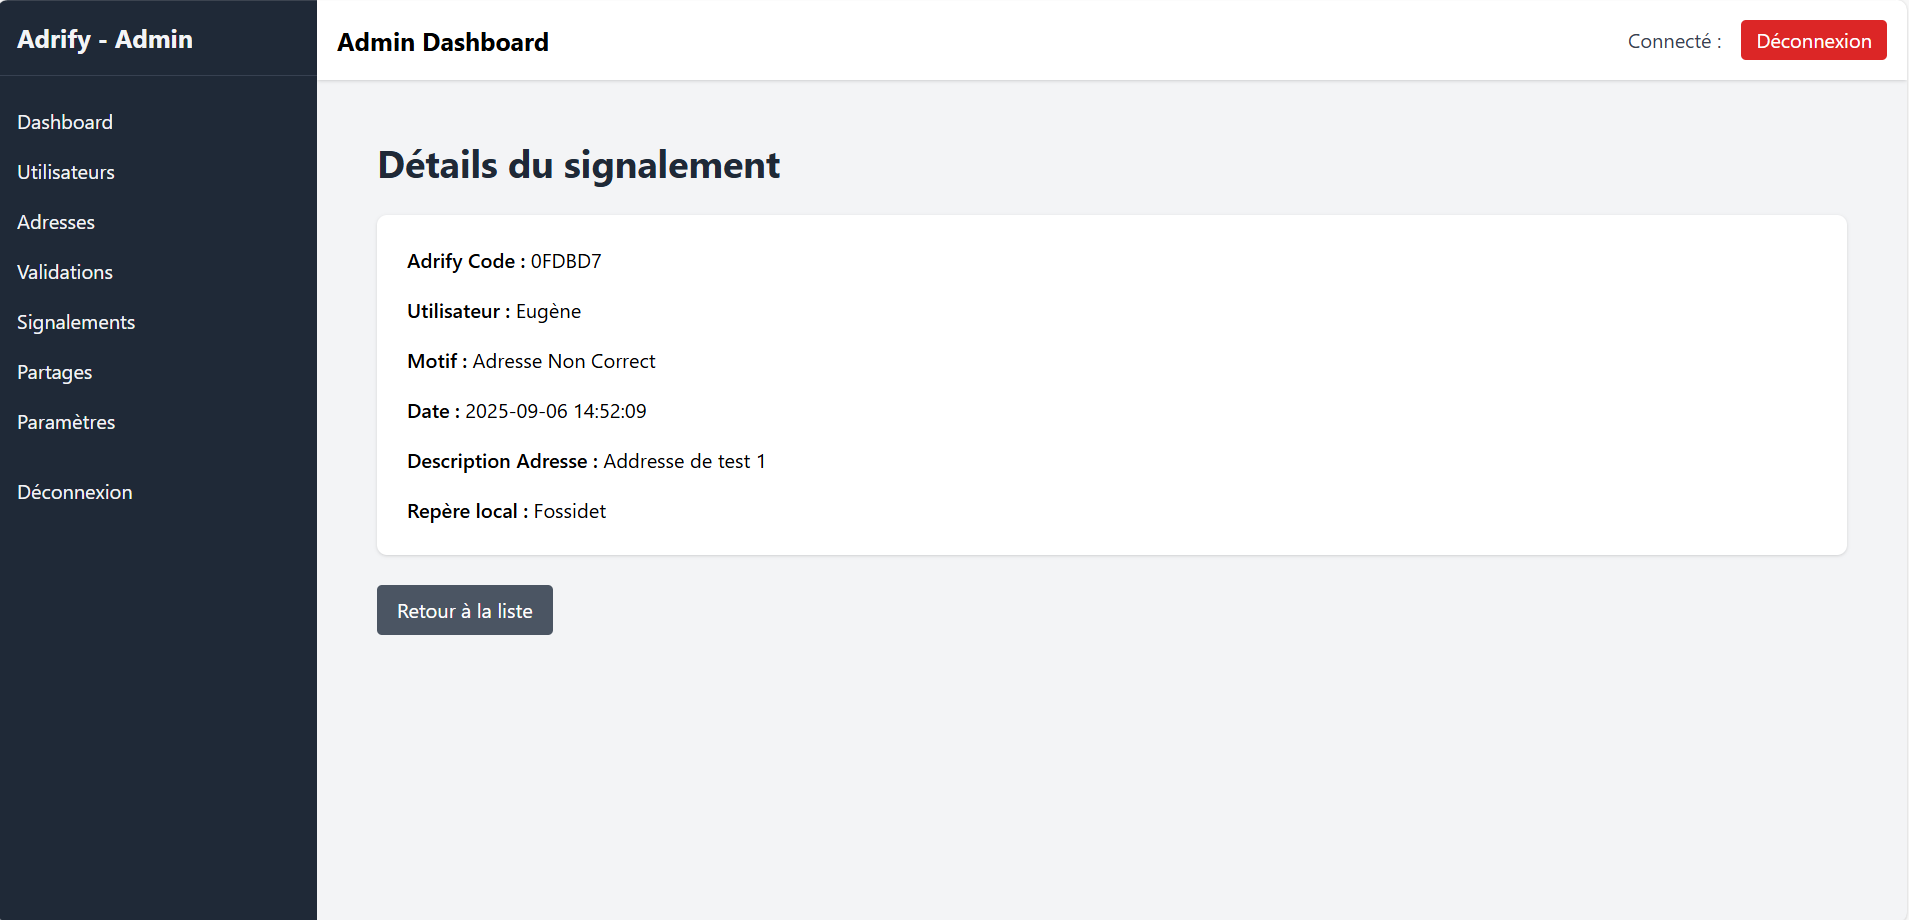 Adrify - Admin
Dashboard
Utilisateurs
Adresses
Validations
Signalements
Partages
Paramètres
Déconnexion
Admin Dashboard
Connecté :
Déconnexion
Détails du signalement
Adrify Code : 0FDBD7
Utilisateur : Eugène
Motif : Adresse Non Correct
Date : 2025-09-06 14:52:09
Description Adresse : Addresse de test 1
Repère local : Fossidet
Retour à la liste